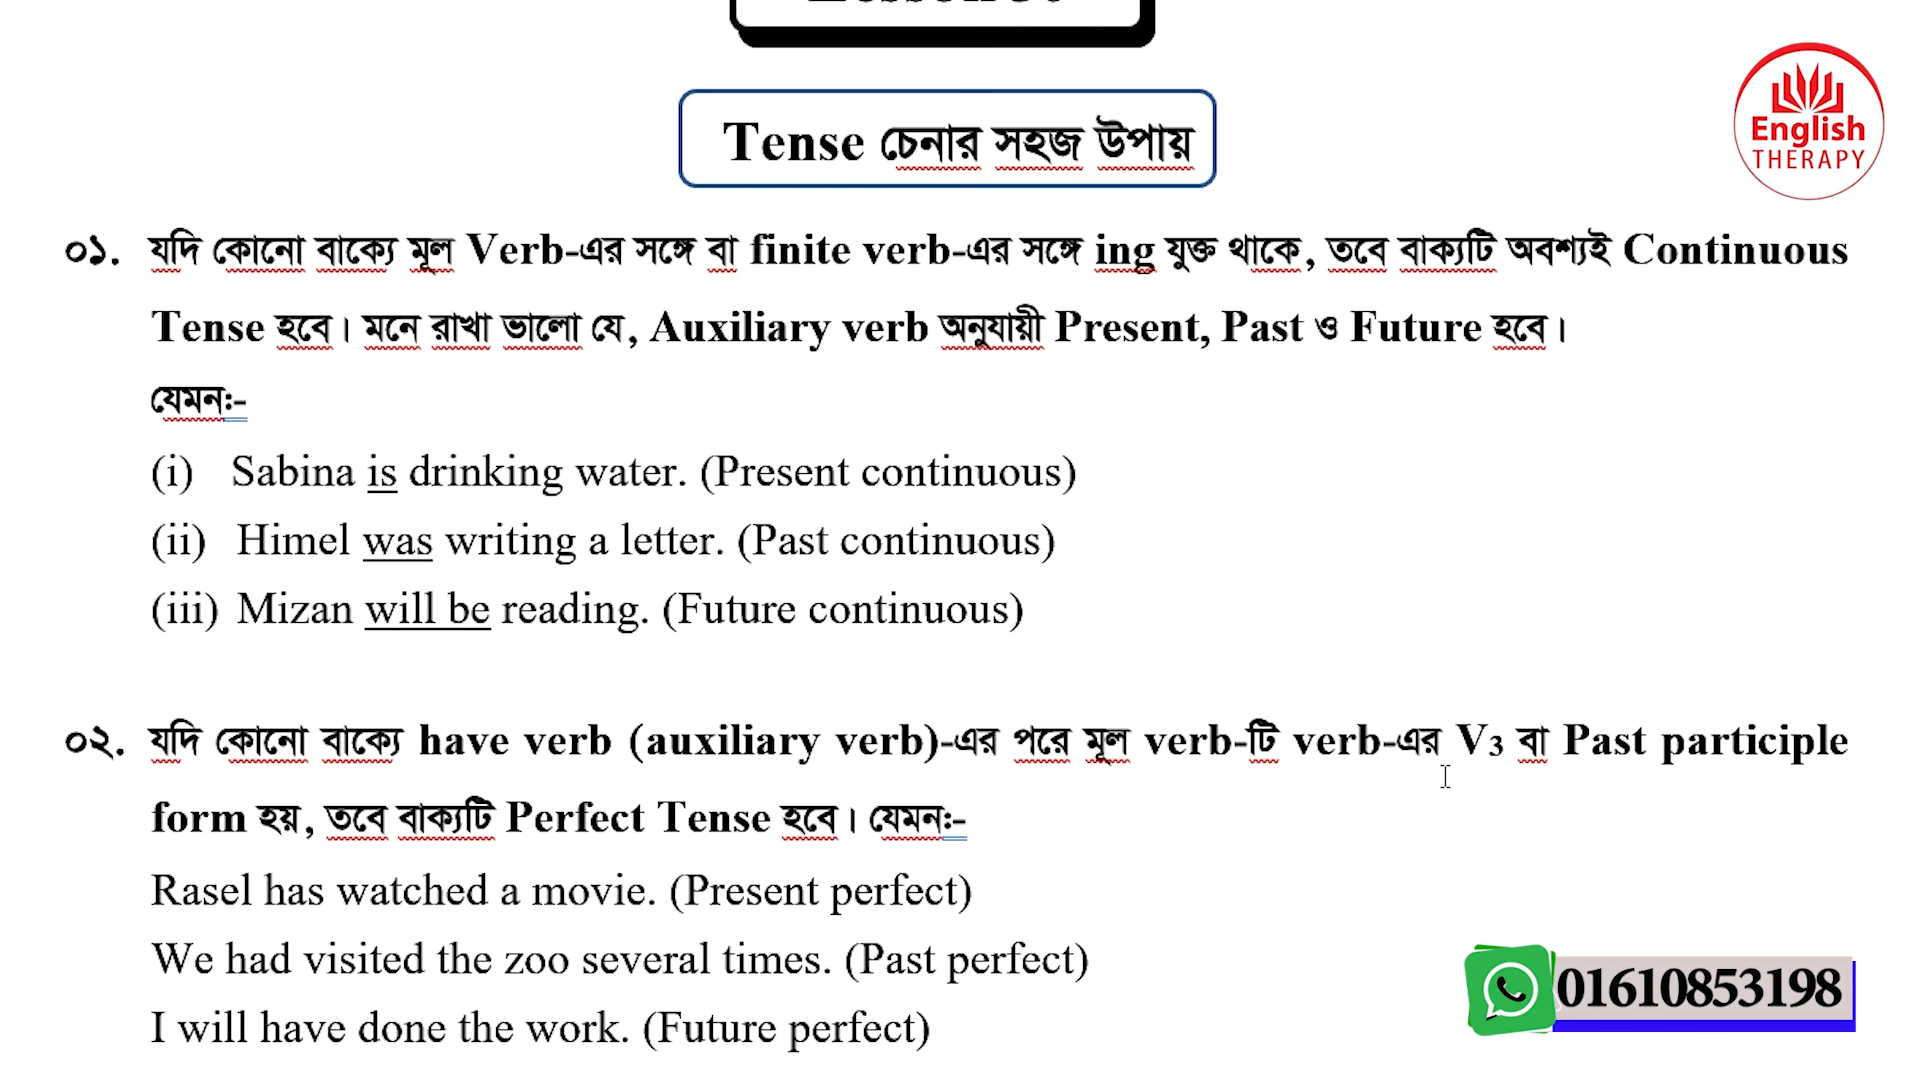 Tense চেনার সহজ উপায়
English
THERAPY
০১. যদি কোনো বাক্যে মূল Verb-এর সঙ্গে বা finite verb-এর সঙ্গে ing যুক্ত থাকে, তবে বাক্যটি অবশ্যই Continuous
Tense হবে। মনে রাখা ভালো যে, Auxiliary verb অনুযায়ী Present, Past ও Future হবে।
যেমনঃ-
(i) Sabina is drinking water. (Present continuous)
(ii) Himel was writing a letter. (Past continuous)
(iii) Mizan will be reading. (Future continuous)
০২. যদি কোনো বাক্যে have verb (auxiliary verb)-এর পরে মূল verb-টি verb-এর V3 বা Past participle
form হয়, তবে বাক্যটি Perfect Tense হবে। যেমনঃ-
Rasel has watched a movie. (Present perfect)
We had visited the zoo several times. (Past perfect)
I will have done the work. (Future perfect)
01610853198